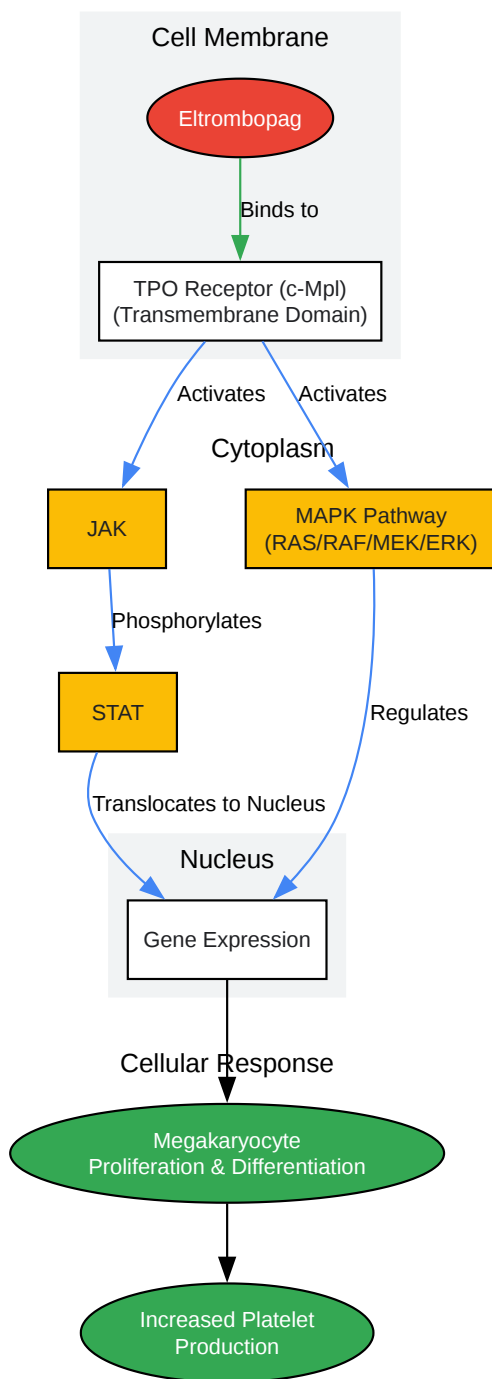 Cell Membrane
Eltrombopag
Binds to
TPO Receptor (c-Mpl)
(Transmembrane Domain)
Activates
Activates
Cytoplasm
JAK
MAPK Pathway
(RAS/RAF/MEK/ERK)
Phosphorylates
STAT
Regulates
Translocates to Nucleus
Nucleus
Gene Expression
Cellular Response
Megakaryocyte
Proliferation & Differentiation
Increased Platelet
Production